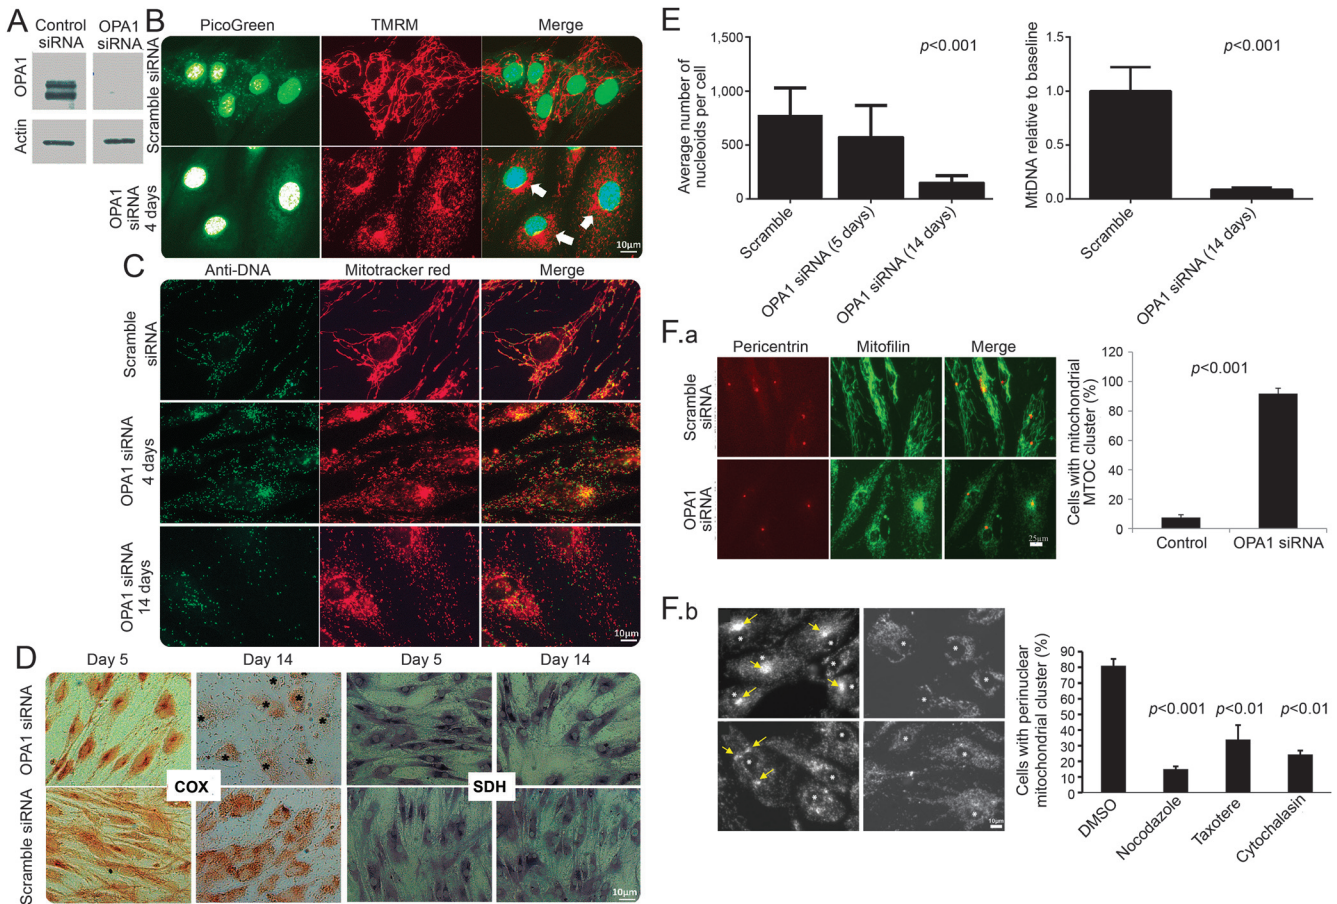 A
Control
siRNA
OPA1
siRNA
OPA1
Actin
B
PicoGreen
TMRM
Merge
Scramble siRNA
OPA1
siRNA
4 days
10µm
C
Anti-DNA
Mitotracker red
Merge
Scramble
siRNA
OPA1 siRNA
4 days
OPA1 siRNA
14 days
10µm
D
Day 5
Day 14
Day 5
Day 14
OPA1 siRNA
Scramble siRNA
COX
SDH
10µm
E
Average number of
nucleoids per cell
1,500
1,000
500
0
p<0.001
Scramble
OPA1 siRNA (5 days)
OPA1 siRNA (14 days)
MtDNA relative to baseline
1.5
1.0
0.5
0.0
p<0.001
Scramble
OPA1 siRNA (14 days)
F.a
Pericentrin
Mitofilin
Merge
Scramble
siRNA
OPA1
siRNA
25µm
Cells with mitochondrial
MTOC cluster (%)
120
100
80
60
40
20
0
p<0.001
Control
OPA1 siRNA
F.b
10µm
Cells with perinuclear
mitochondrial cluster (%)
90
80
70
60
50
40
30
20
10
0
p<0.001
p<0.01
p<0.01
DMSO
Nocodazole
Taxotere
Cytochalasin